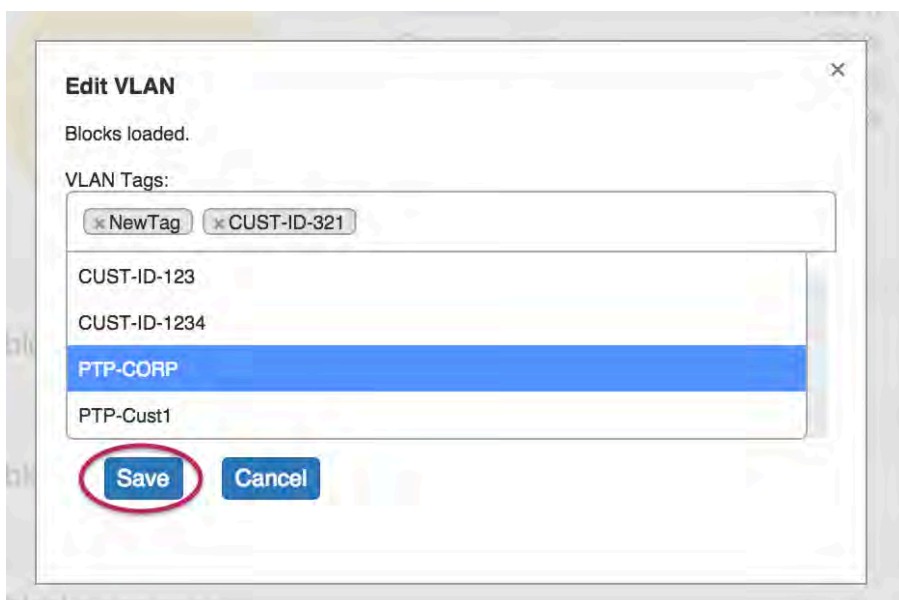 Edit VLAN
×
Blocks loaded.
VLAN Tags:
× NewTag × CUST-ID-321
CUST-ID-123
CUST-ID-1234
PTP-CORP
PTP-Cust1
Save Cancel